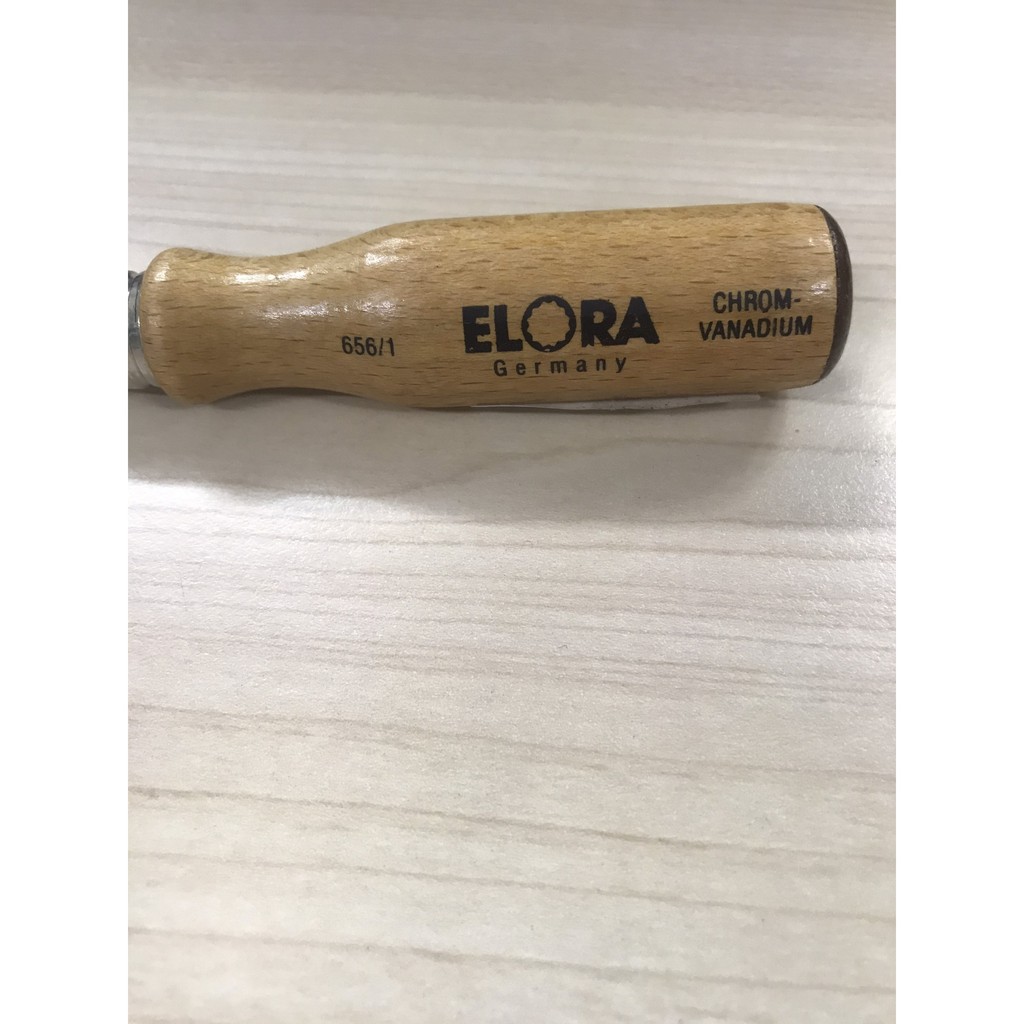 656/1
ELORA
Germany
CHROM-
VANADIUM